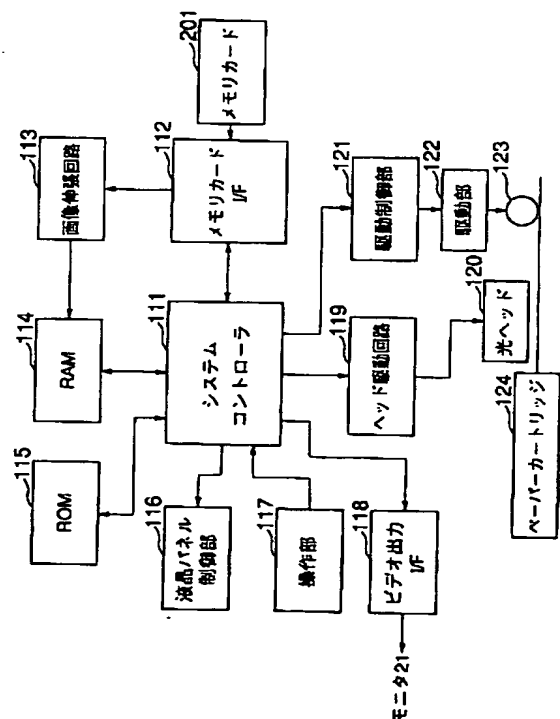 115
ROM
114
RAM
113
画像伸張回路
201
メモリカード
112
メモリカード
I/F
111
システム
コントローラ
116
液晶パネル
制御部
117
操作部
118
ビデオ出力
I/F
モニタ21
119
ヘッド駆動回路
120
光ヘッド
121
駆動制御部
122
駆動部
123
124
ペーパーカートリッジ